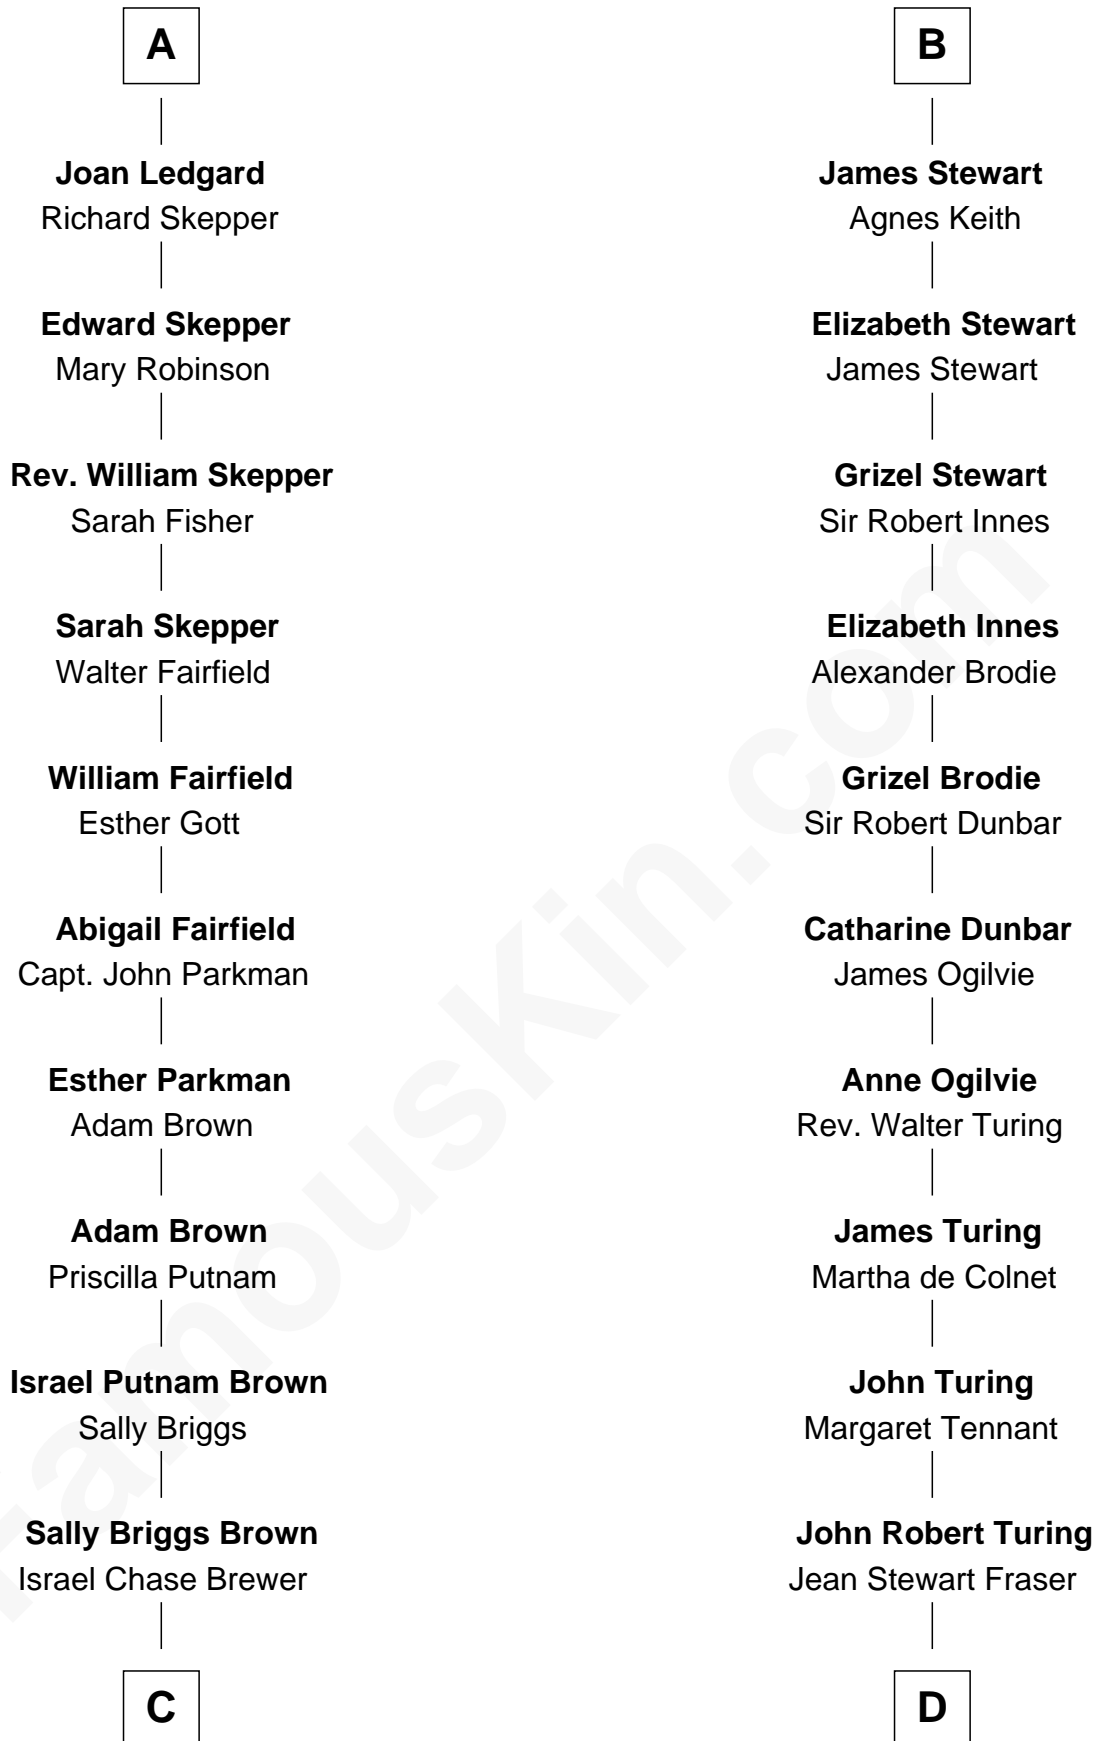 A
Joan Ledgard
Richard Skepper
Edward Skepper
Mary Robinson
Rev. William Skepper
Sarah Fisher
Sarah Skepper
Walter Fairfield
William Fairfield
Esther Gott
Abigail Fairfield
Capt. John Parkman
Esther Parkman
Adam Brown
Adam Brown
Priscilla Putnam
Israel Putnam Brown
Sally Briggs
Sally Briggs Brown
Israel Chase Brewer
C
B
James Stewart
Agnes Keith
Elizabeth Stewart
James Stewart
Grizel Stewart
Sir Robert Innes
Elizabeth Innes
Alexander Brodie
Grizel Brodie
Sir Robert Dunbar
Catharine Dunbar
James Ogilvie
Anne Ogilvie
Rev. Walter Turing
James Turing
Martha de Colnet
John Turing
Margaret Tennant
John Robert Turing
Jean Stewart Fraser
D
FamousKin.com